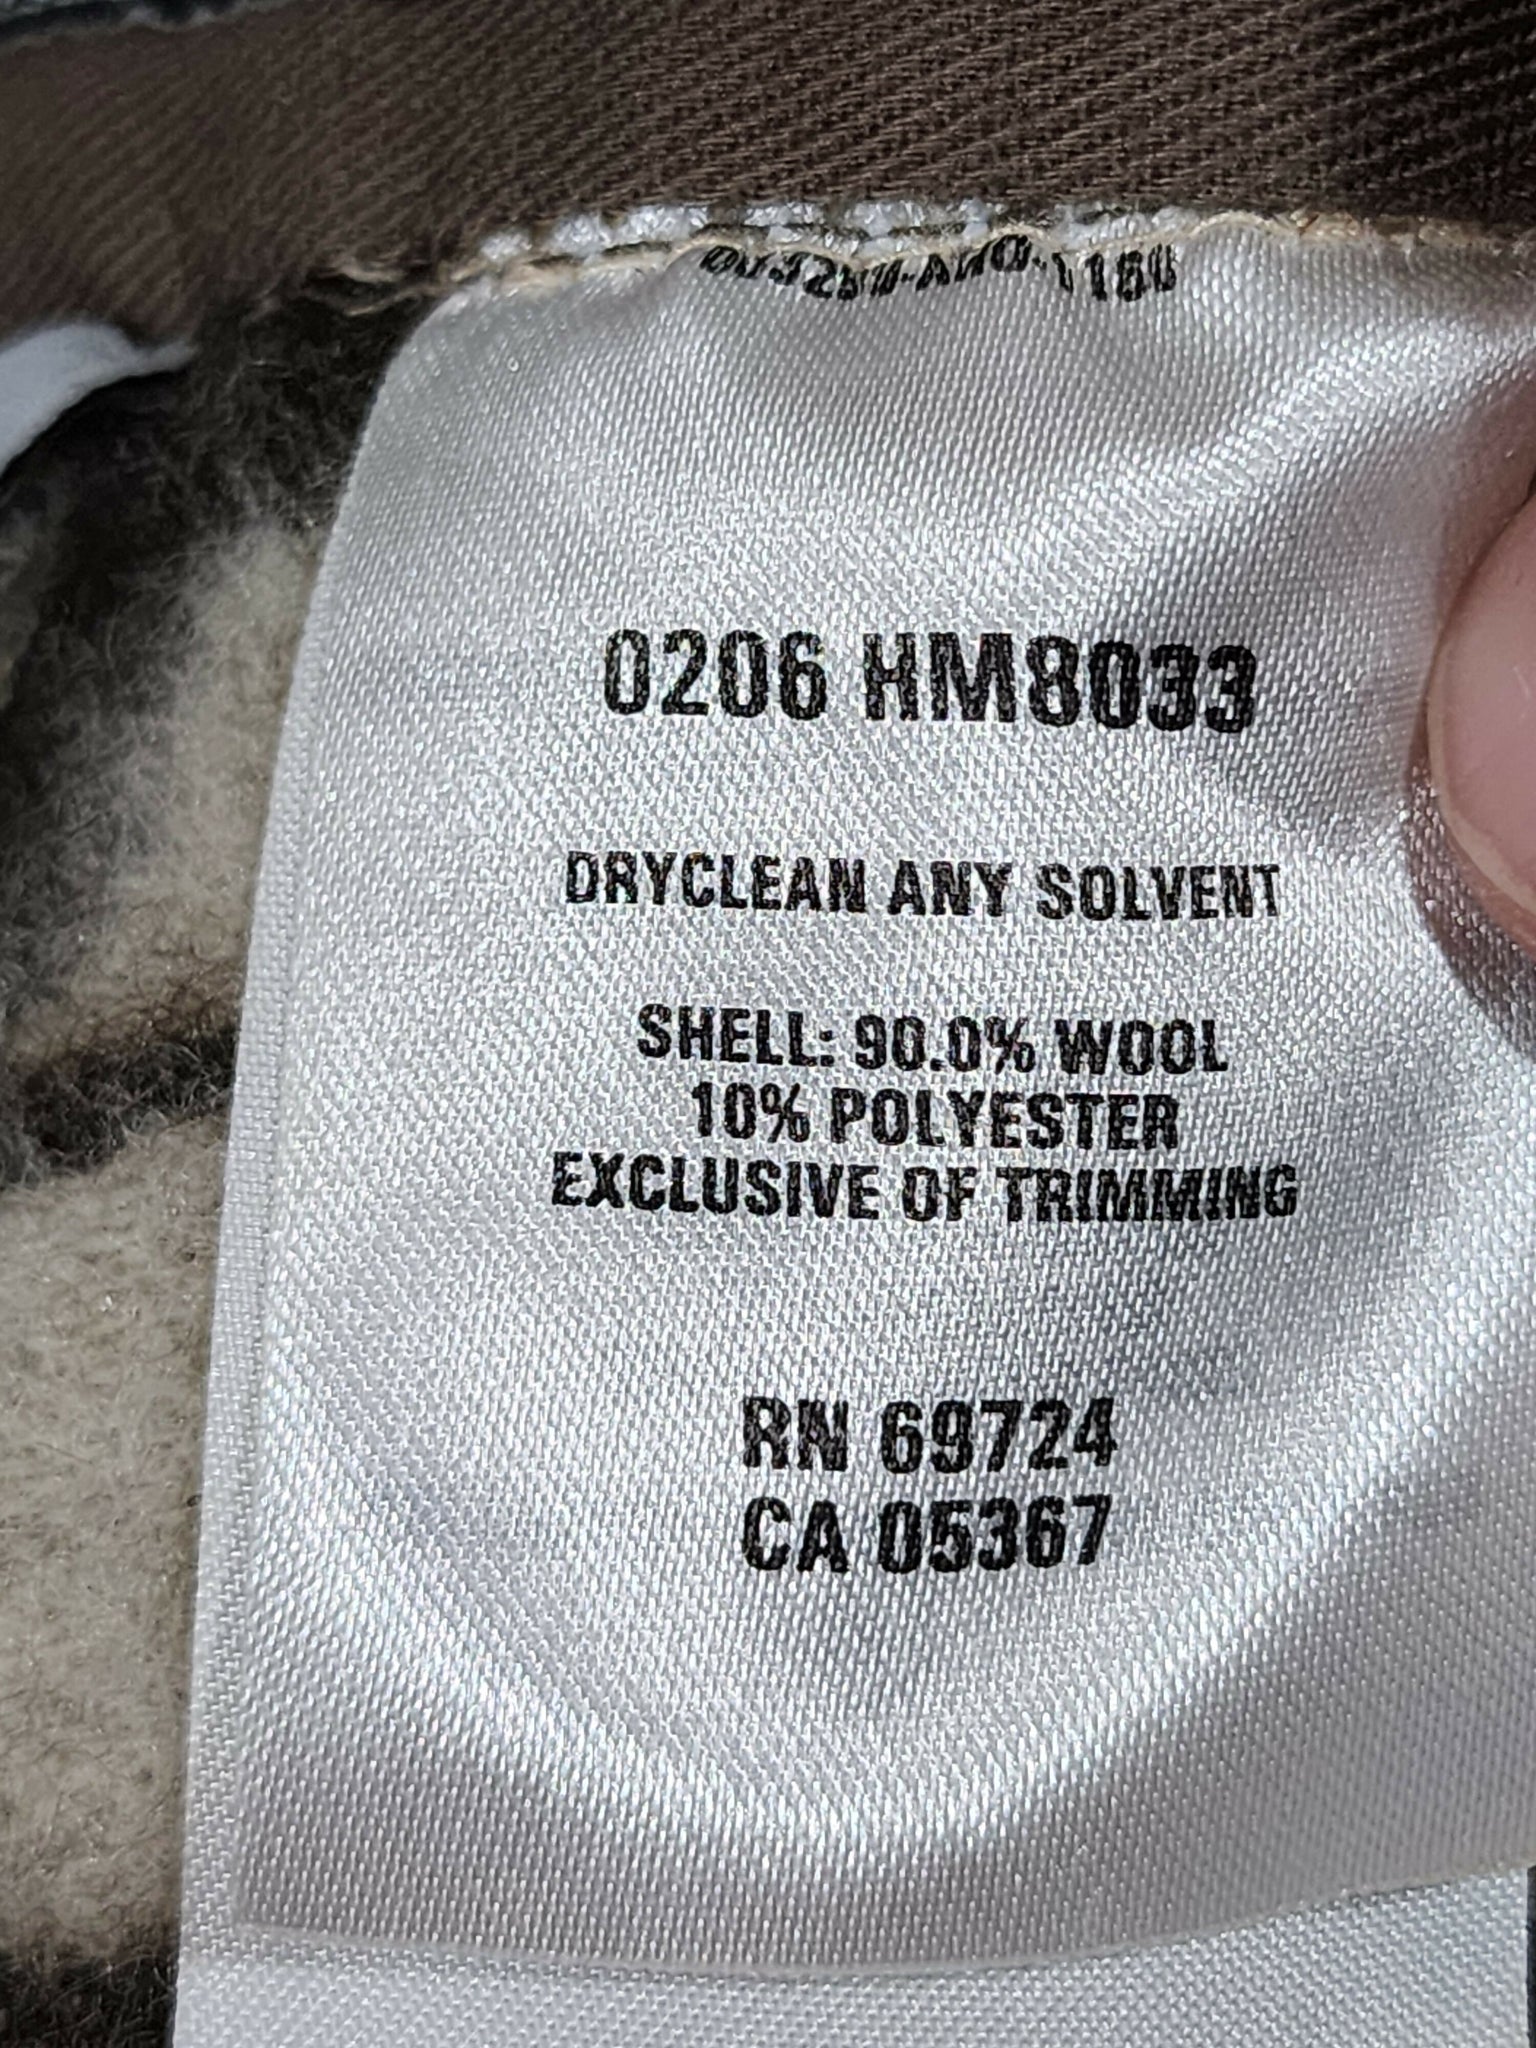 0206 HM8033
DRYCLEAN ANY SOLVENT
SHELL: 90.0% WOOL
10% POLYESTER
EXCLUSIVE OF TRIMMING
RN 69724
CA 05367